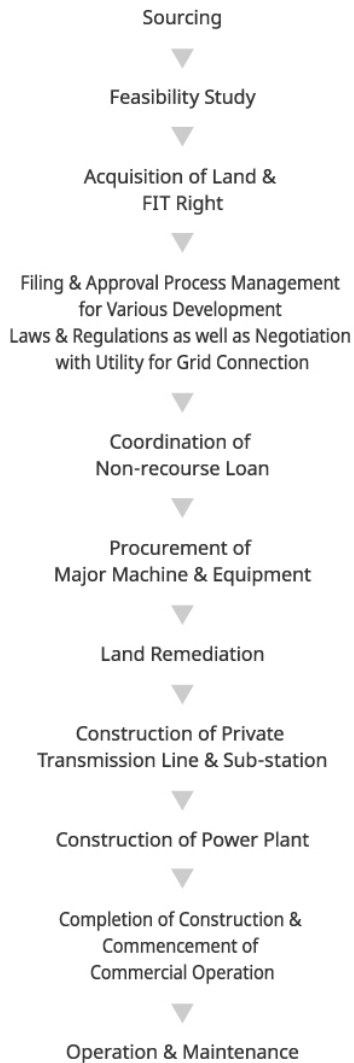 Sourcing
Feasibility Study
Acquisition of Land &
FIT Right
Filing & Approval Process Management
for Various Development
Laws & Regulations as well as Negotiation
with Utility for Grid Connection
Coordination of
Non-recourse Loan
Procurement of
Major Machine & Equipment
Land Remediation
Construction of Private
Transmission Line & Sub-station
Construction of Power Plant
Completion of Construction &
Commencement of
Commercial Operation
Operation & Maintenance